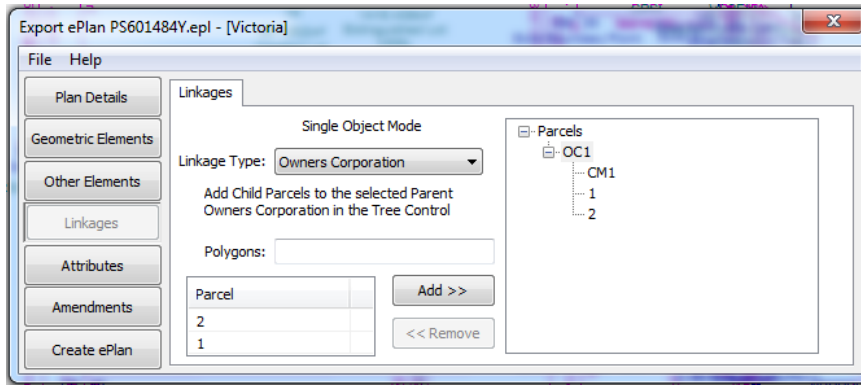 Export ePlan PS601484Y.epl - [Victoria]
x
File Help
Plan Details
Geometric Elements
Other Elements
Linkages
Attributes
Amendments
Create ePlan
Linkages
Single Object Mode
Linkage Type: Owners Corporation
Add Child Parcels to the selected Parent
Owners Corporation in the Tree Control
Polygons:
Parcel
2
1
Add >>
<< Remove
Parcels
OC1
CM1
1
2